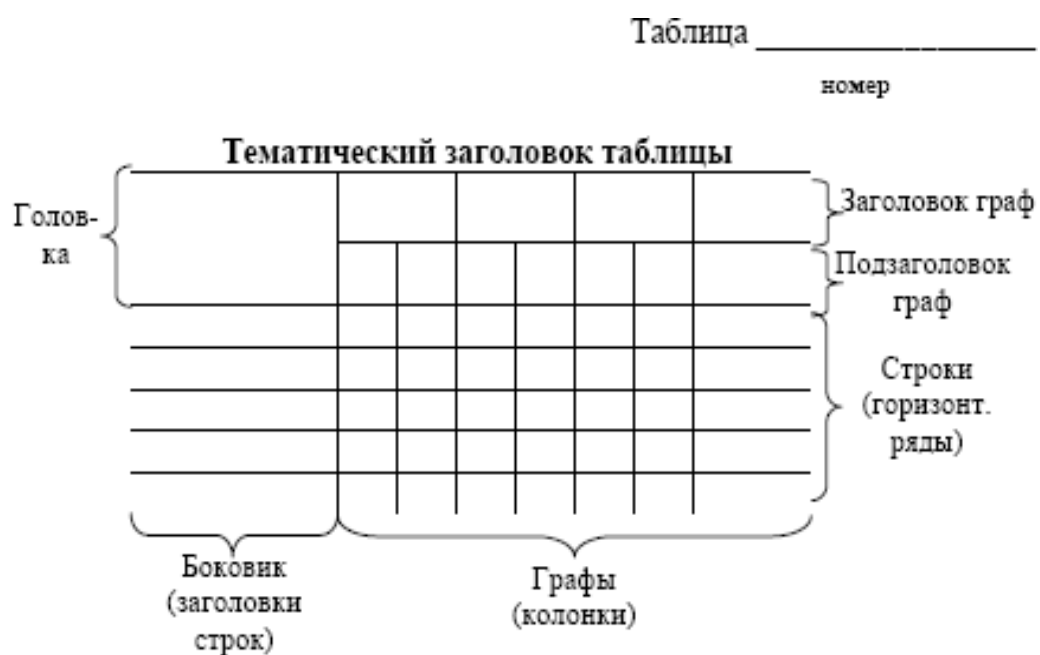 Таблица ____________________
номер
Тематический заголовок таблицы
Голов-
ка
Заголовок граф
Подзаголовок
граф
Строки
(горизонт.
ряды)
Боковик
(заголовки
строк)
Графы
(колонки)